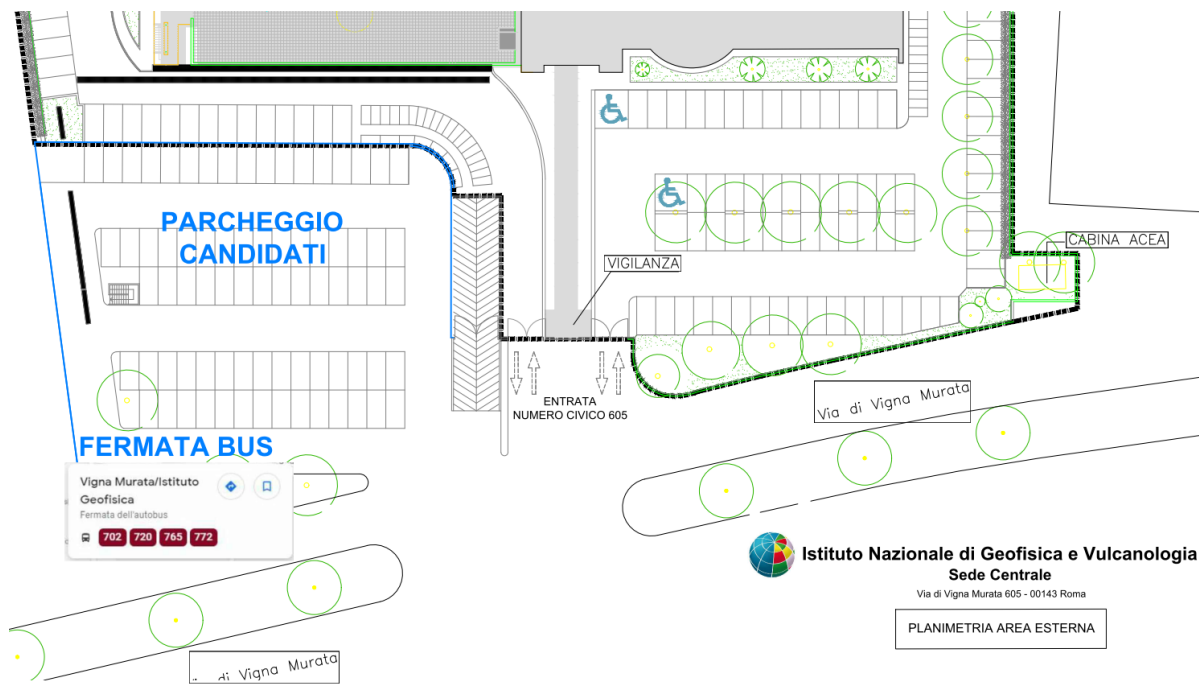 PARCHEGGIO
CANDIDATI
VIGILANZA
CABINA ACEA
ENTRATA
NUMERO CIVICO 605
Via di Vigna Murata
FERMATA BUS
Vigna Murata/Istituto
Geofisica
Fermata dell'autobus
702 720 765 772
Istituto Nazionale di Geofisica e Vulcanologia
Sede Centrale
Via di Vigna Murata 605 - 00143 Roma
PLANIMETRIA AREA ESTERNA
di Vigna Murata